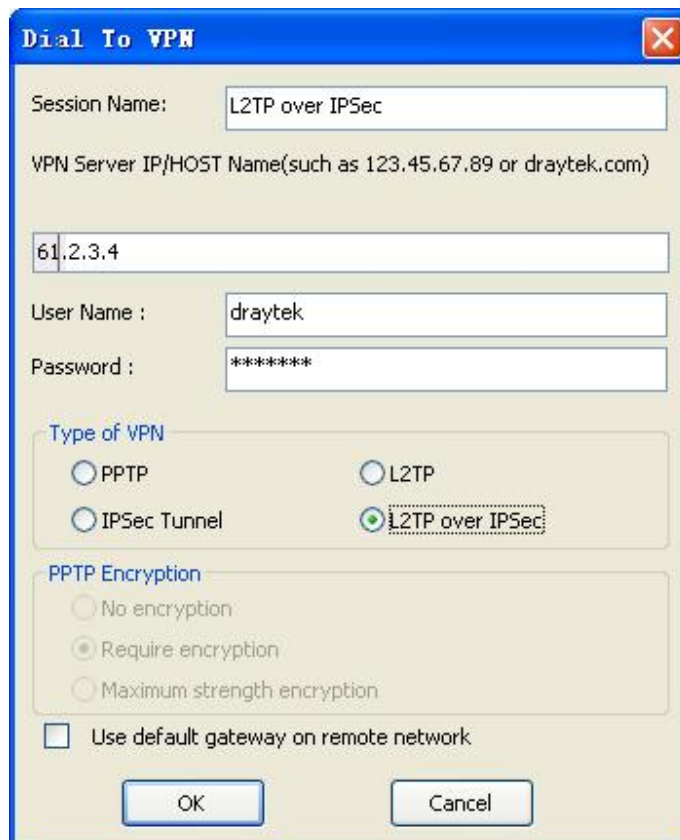 Dial To VPN
Session Name: L2TP over IPSec
VPN Server IP/HOST Name(such as 123.45.67.89 or draytek.com)
61.2.3.4
User Name : draytek
Password : *******
Type of VPN
PPTP L2TP
IPSec Tunnel L2TP over IPSec
PPTP Encryption
No encryption
Require encryption
Maximum strength encryption
Use default gateway on remote network
OK Cancel